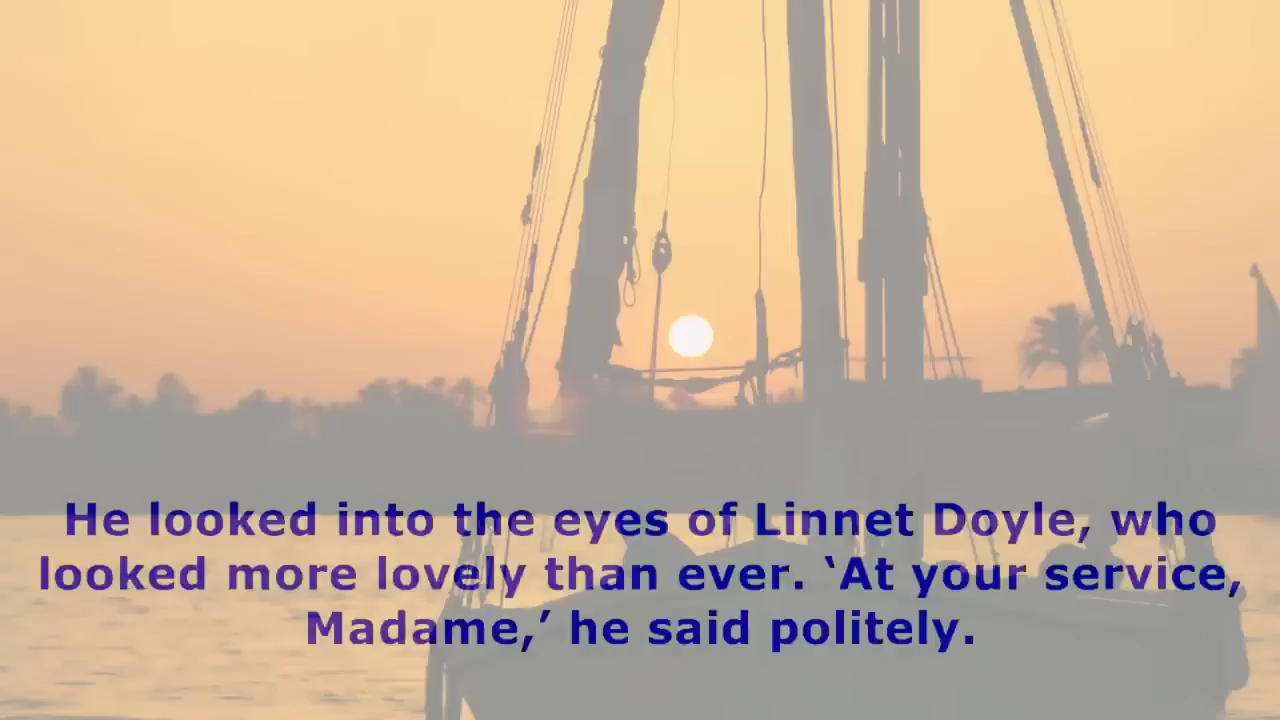 He looked into the eyes of Linnet Doyle, who
looked more lovely than ever. ‘At your service,
Madame,’ he said politely.